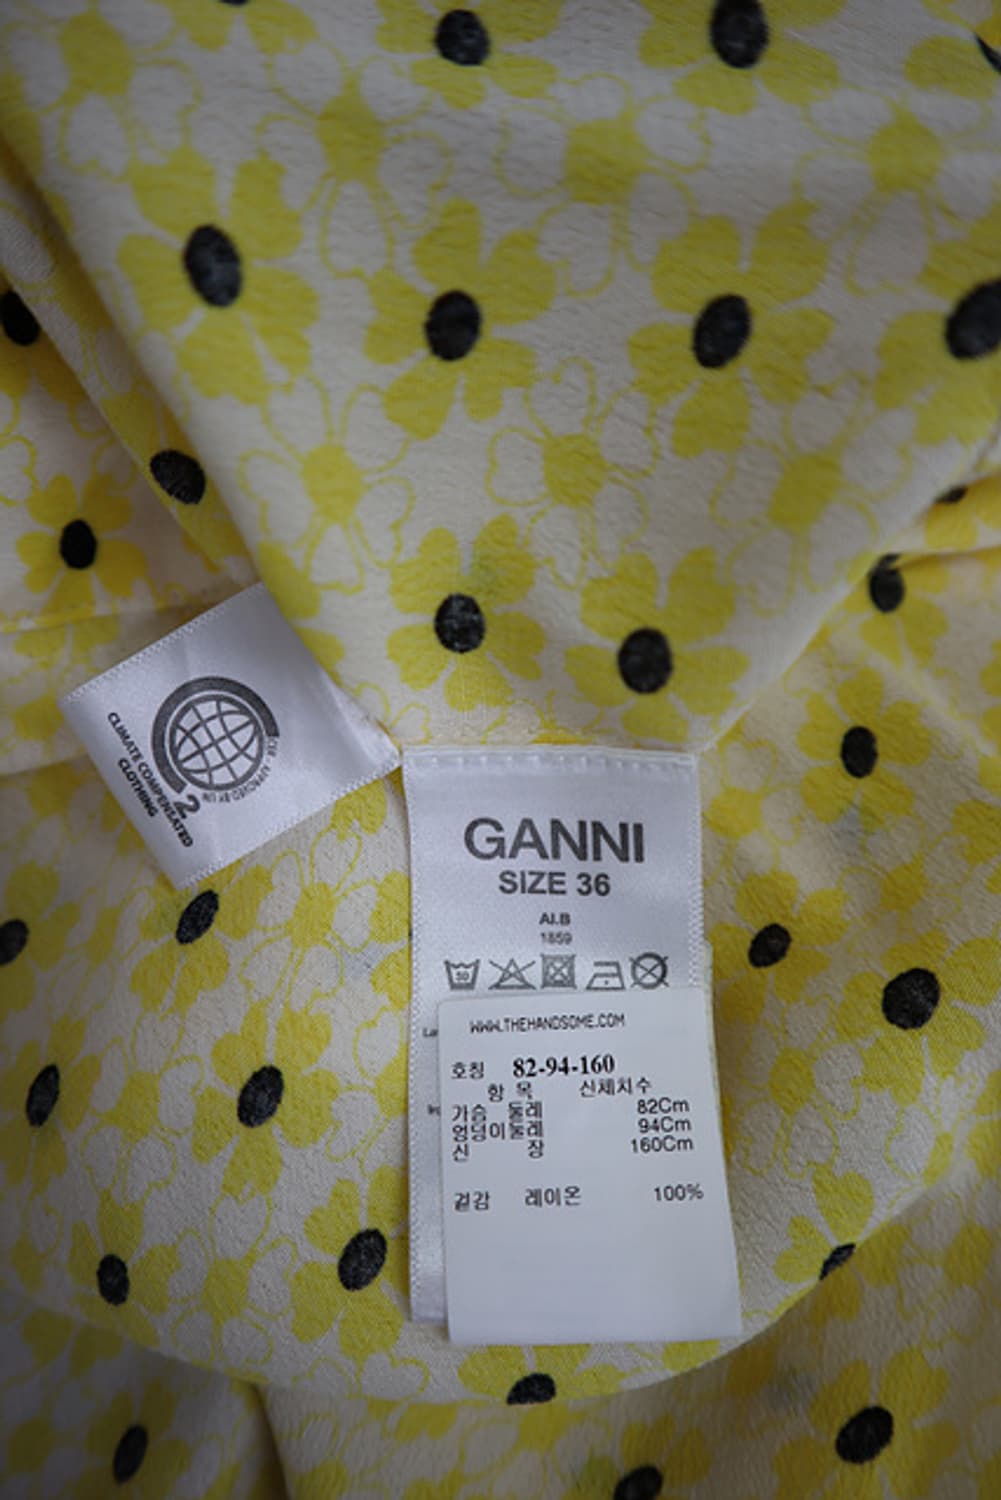 CLIMATE COMPENSATED
CLOTHING
GANNI
SIZE 36
AI.B
1859
30
WWW.THEHANDSOME.COM
호칭 82-94-160
항 목 신체치수
가슴 둘레 82Cm
엉덩이둘레 94Cm
신 장 160Cm
겉감 레이온 100%